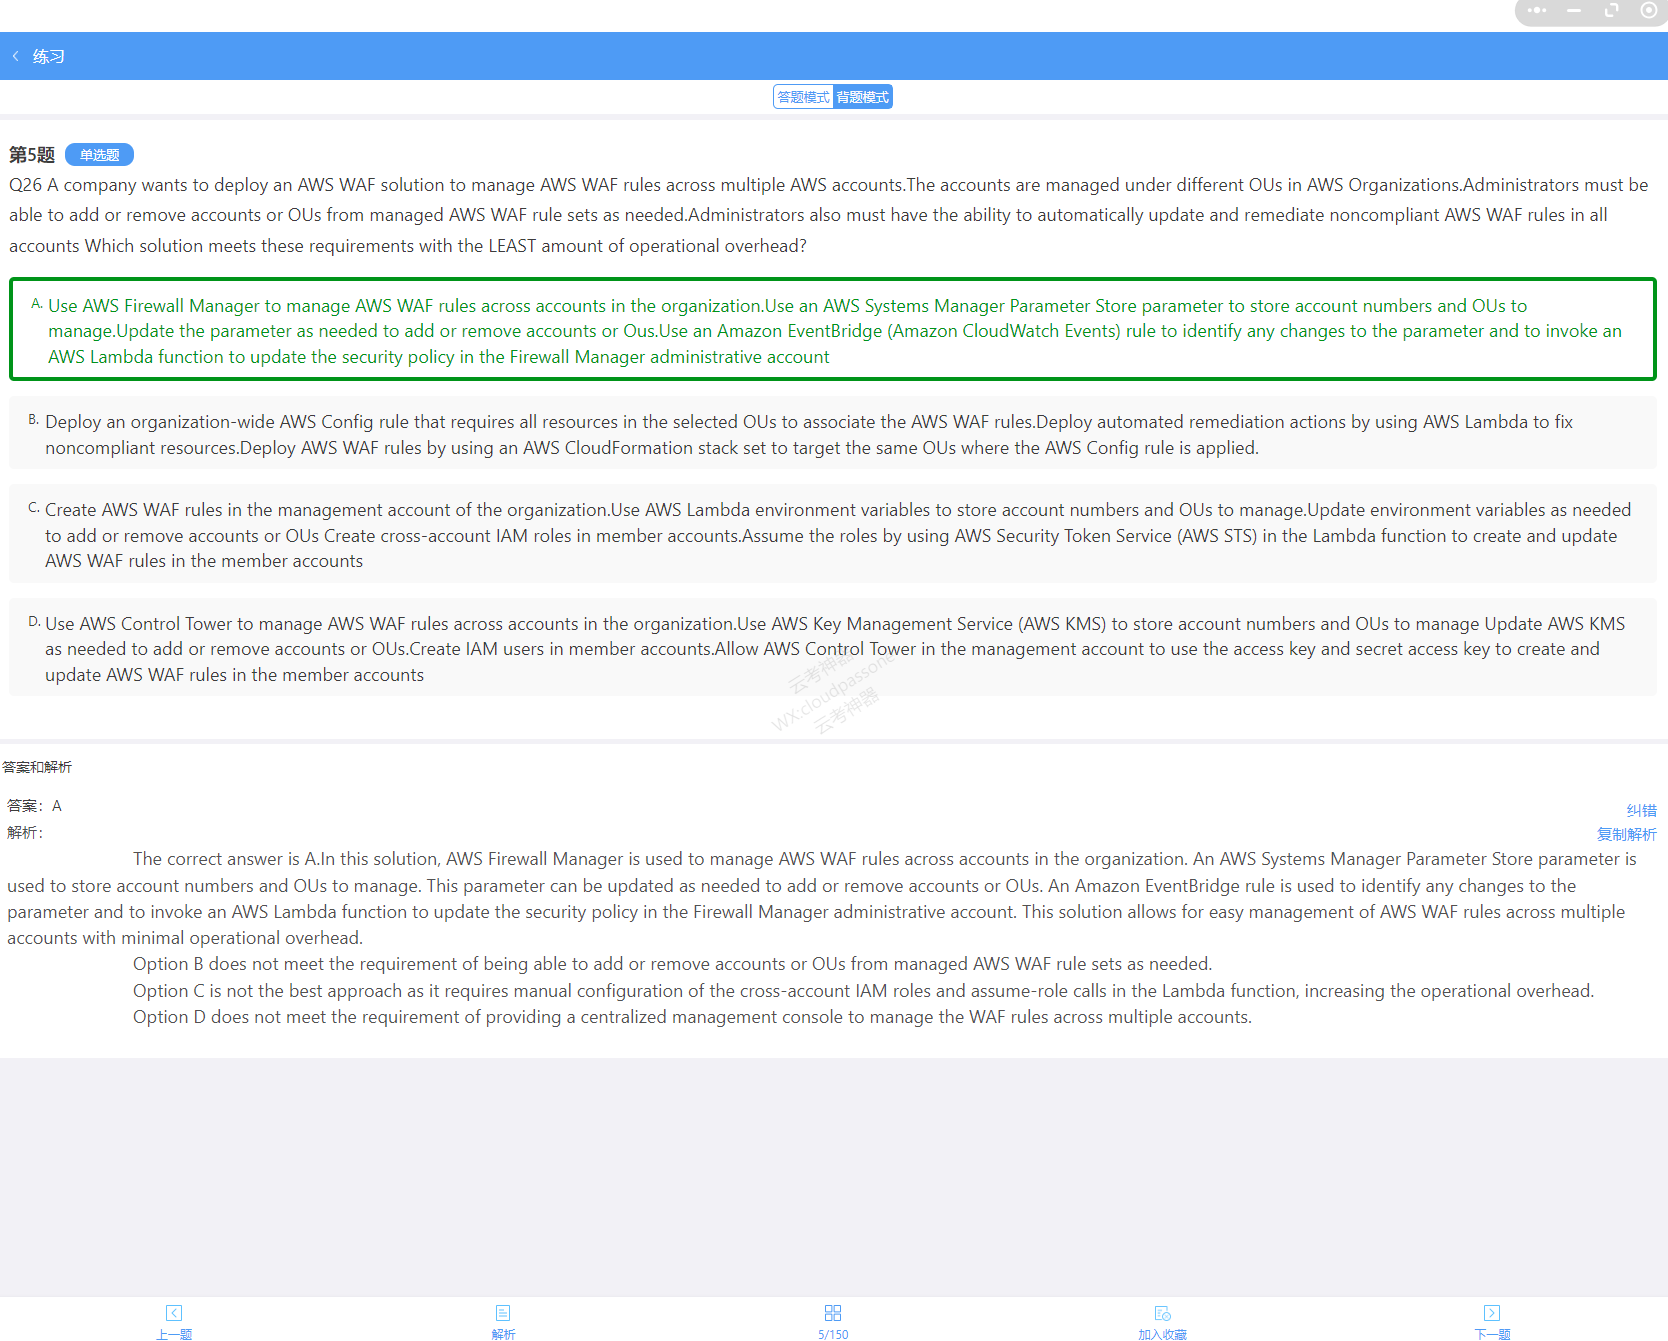 练习
答题模式 背题模式
第5题 单选题
Q26 A company wants to deploy an AWS WAF solution to manage AWS WAF rules across multiple AWS accounts.The accounts are managed under different OUs in AWS Organizations.Administrators must be
able to add or remove accounts or OUs from managed AWS WAF rule sets as needed.Administrators also must have the ability to automatically update and remediate noncompliant AWS WAF rules in all
accounts Which solution meets these requirements with the LEAST amount of operational overhead?
A. Use AWS Firewall Manager to manage AWS WAF rules across accounts in the organization.Use an AWS Systems Manager Parameter Store parameter to store account numbers and OUs to
manage.Update the parameter as needed to add or remove accounts or Ous.Use an Amazon EventBridge (Amazon CloudWatch Events) rule to identify any changes to the parameter and to invoke an
AWS Lambda function to update the security policy in the Firewall Manager administrative account
B. Deploy an organization-wide AWS Config rule that requires all resources in the selected OUs to associate the AWS WAF rules.Deploy automated remediation actions by using AWS Lambda to fix
noncompliant resources.Deploy AWS WAF rules by using an AWS CloudFormation stack set to target the same OUs where the AWS Config rule is applied.
C. Create AWS WAF rules in the management account of the organization.Use AWS Lambda environment variables to store account numbers and OUs to manage.Update environment variables as needed
to add or remove accounts or OUs Create cross-account IAM roles in member accounts.Assume the roles by using AWS Security Token Service (AWS STS) in the Lambda function to create and update
AWS WAF rules in the member accounts
D. Use AWS Control Tower to manage AWS WAF rules across accounts in the organization.Use AWS Key Management Service (AWS KMS) to store account numbers and OUs to manage Update AWS KMS
as needed to add or remove accounts or OUs.Create IAM users in member accounts.Allow AWS Control Tower in the management account to use the access key and secret access key to create and
update AWS WAF rules in the member accounts
云考神器
WX:cloudpassone
云考神器
答案和解析
答案：A
纠错
解析：
复制解析
The correct answer is A.In this solution, AWS Firewall Manager is used to manage AWS WAF rules across accounts in the organization. An AWS Systems Manager Parameter Store parameter is
used to store account numbers and OUs to manage. This parameter can be updated as needed to add or remove accounts or OUs. An Amazon EventBridge rule is used to identify any changes to the
parameter and to invoke an AWS Lambda function to update the security policy in the Firewall Manager administrative account. This solution allows for easy management of AWS WAF rules across multiple
accounts with minimal operational overhead.
Option B does not meet the requirement of being able to add or remove accounts or OUs from managed AWS WAF rule sets as needed.
Option C is not the best approach as it requires manual configuration of the cross-account IAM roles and assume-role calls in the Lambda function, increasing the operational overhead.
Option D does not meet the requirement of providing a centralized management console to manage the WAF rules across multiple accounts.
上一题 解析 5/150 加入收藏 下一题